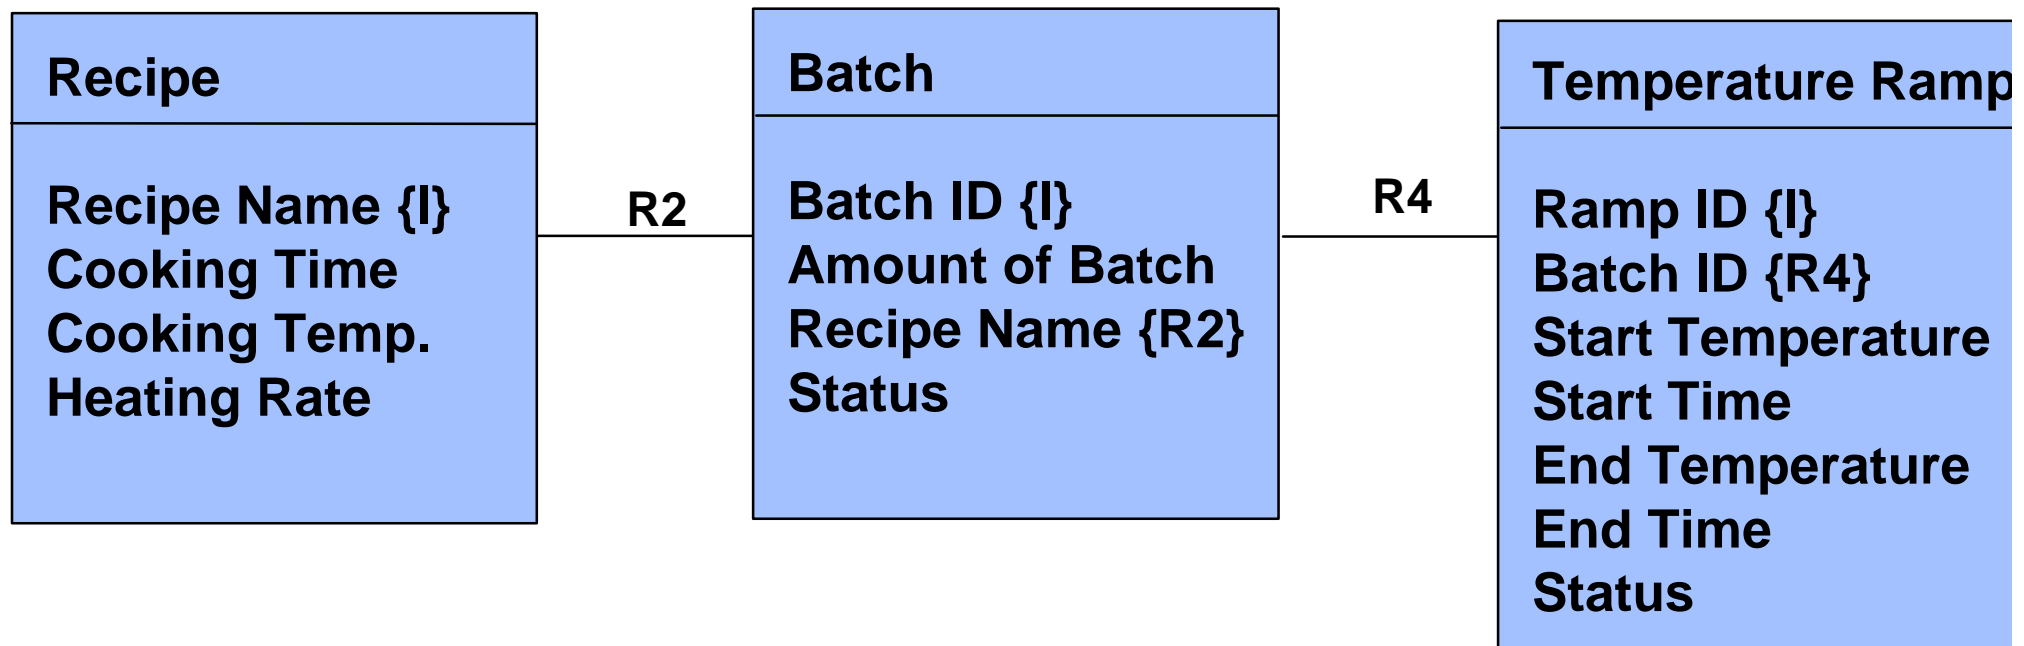 Recipe
Recipe Name {I}
Cooking Time
Cooking Temp.
Heating Rate
R2
Batch
Batch ID {I}
Amount of Batch
Recipe Name {R2}
Status
R4
Temperature Ramp
Ramp ID {I}
Batch ID {R4}
Start Temperature
Start Time
End Temperature
End Time
Status